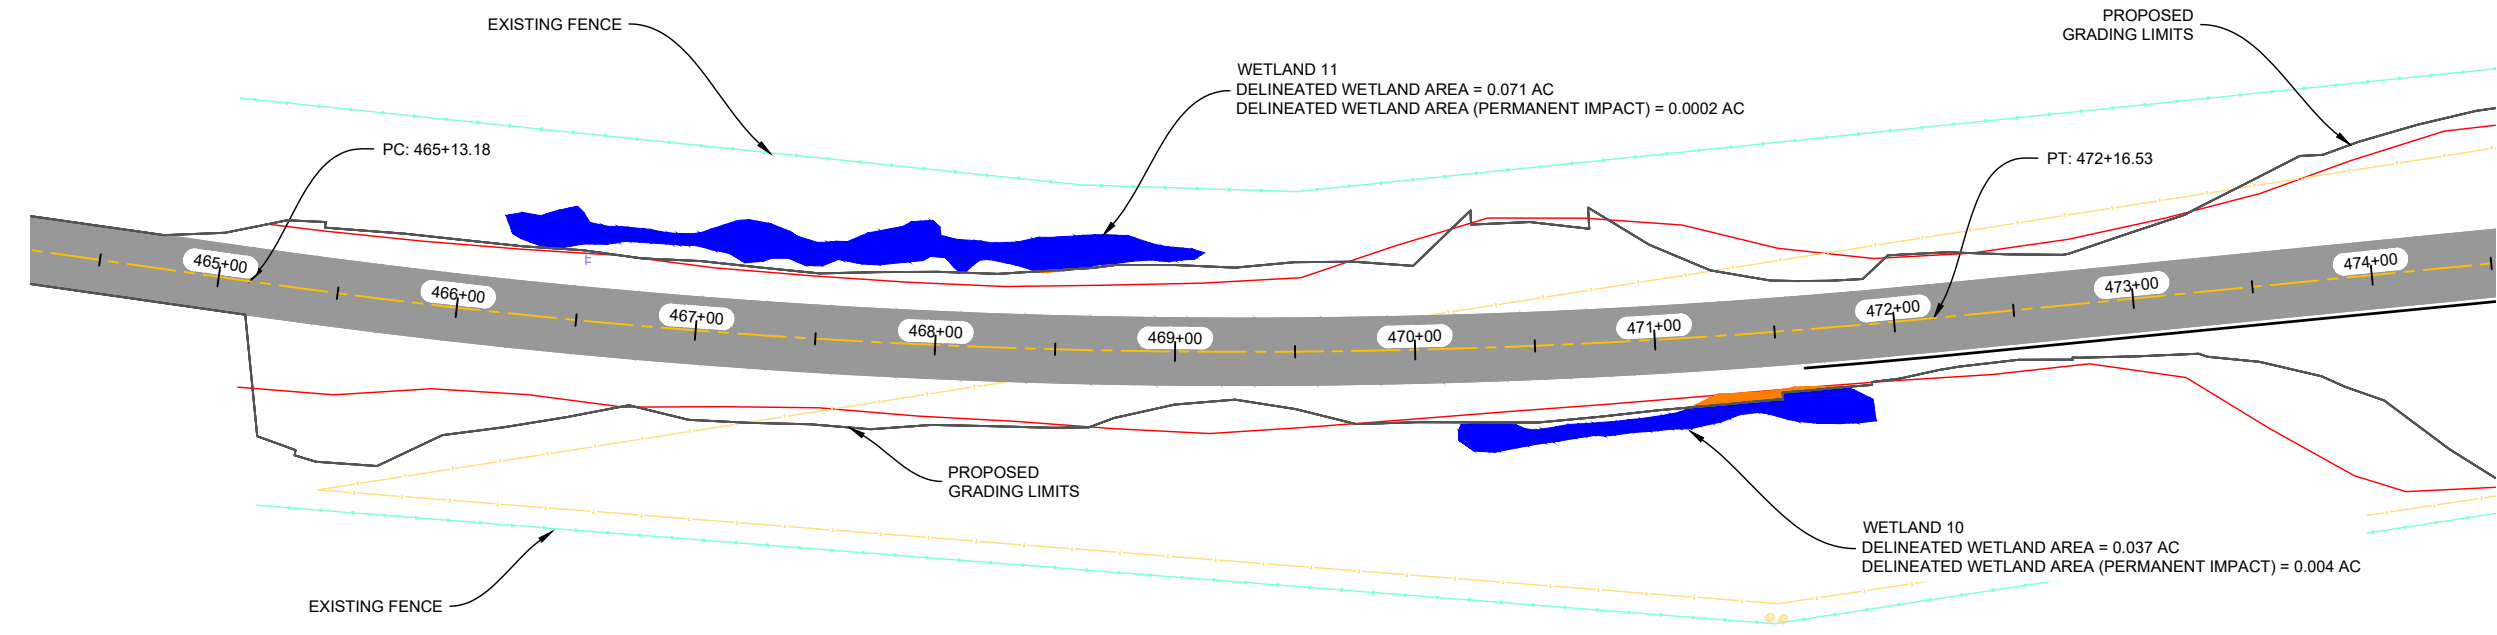 EXISTING FENCE
PROPOSED
GRADING LIMITS
WETLAND 11
DELINEATED WETLAND AREA = 0.071 AC
DELINEATED WETLAND AREA (PERMANENT IMPACT) = 0.0002 AC
PC: 465+13.18
PT: 472+16.53
465+00
466+00
467+00
468+00
469+00
470+00
471+00
472+00
473+00
474+00
PROPOSED
GRADING LIMITS
WETLAND 10
DELINEATED WETLAND AREA = 0.037 AC
DELINEATED WETLAND AREA (PERMANENT IMPACT) = 0.004 AC
EXISTING FENCE